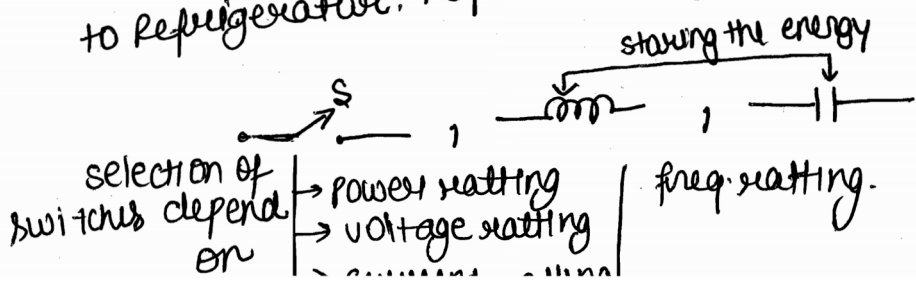 to Refrigerator.
storing the energy
S
, ,
selection of
switches depend
on
→ power ratting
→ voltage ratting
freq. ratting.